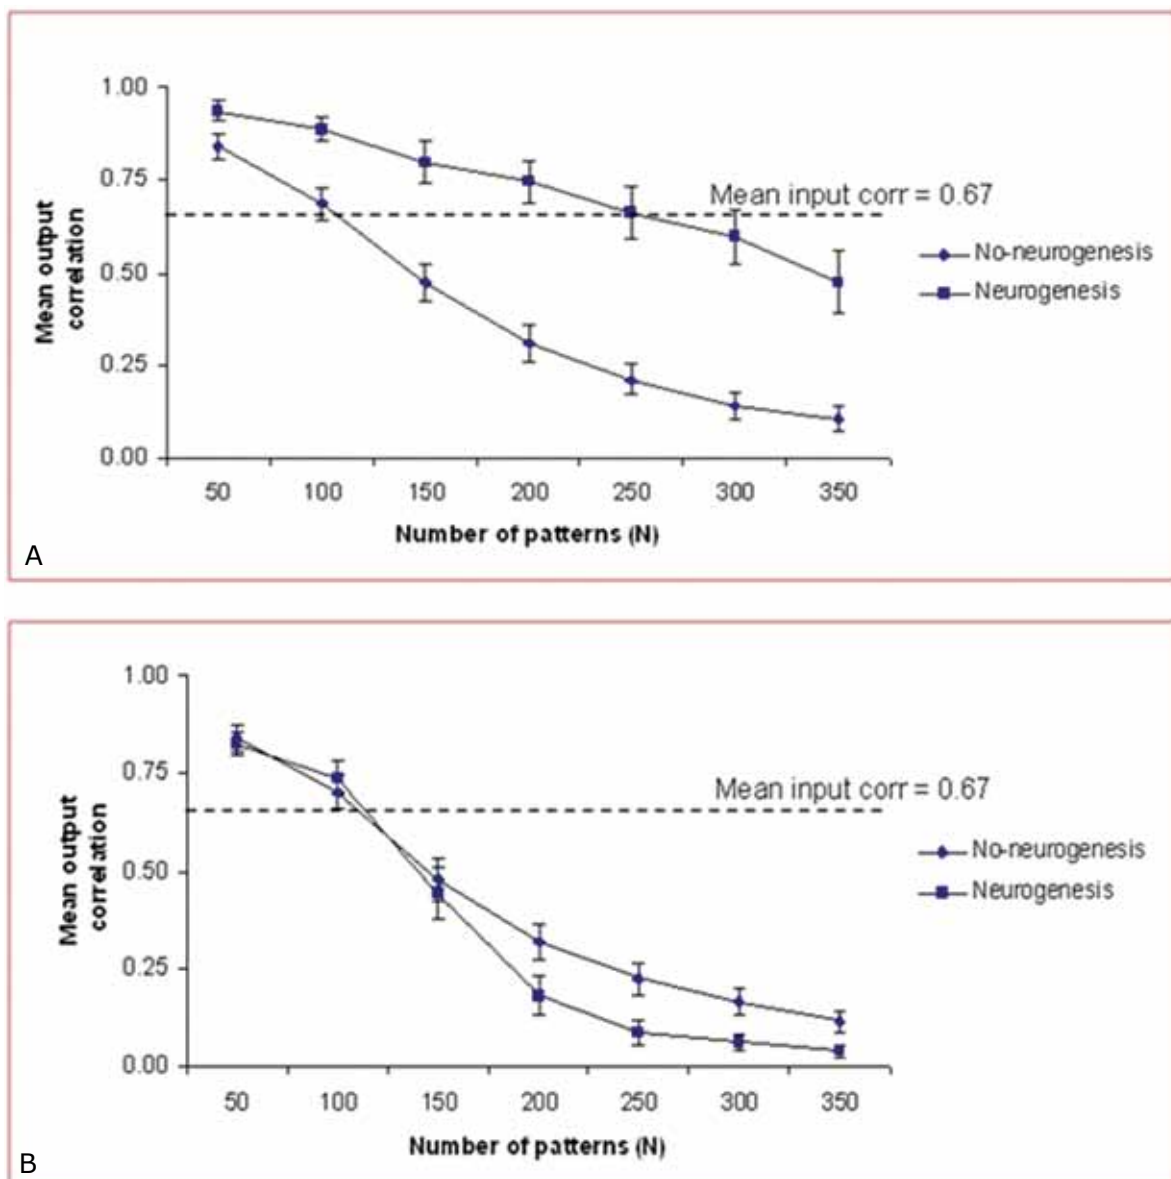 1.00
0.75
0.50
0.25
0.00
Mean output
correlation
Mean input corr = 0.67
No-neurogenesis
Neurogenesis
50 100 150 200 250 300 350
Number of patterns (N)
A
1.00
0.75
0.50
0.25
0.00
Mean output
correlation
Mean input corr = 0.67
No-neurogenesis
Neurogenesis
50 100 150 200 250 300 350
Number of patterns (N)
B